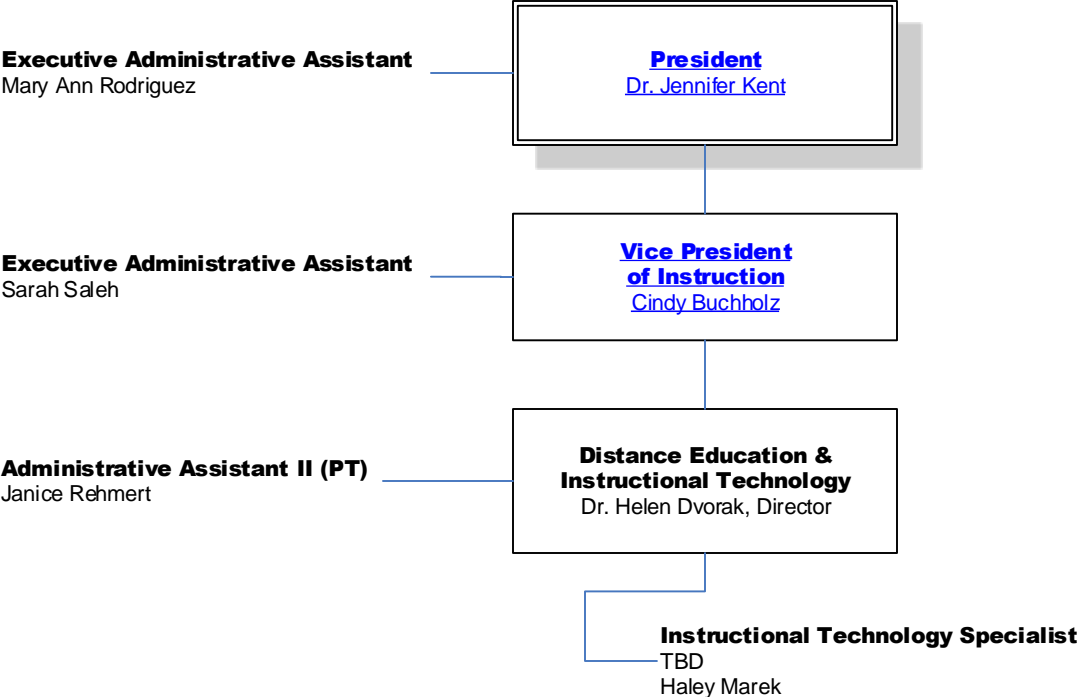 Executive Administrative Assistant
Mary Ann Rodriguez
President
Dr. Jennifer Kent
Executive Administrative Assistant
Sarah Saleh
Vice President
of Instruction
Cindy Buchholz
Administrative Assistant II (PT)
Janice Rehmert
Distance Education &
Instructional Technology
Dr. Helen Dvorak, Director
Instructional Technology Specialist
TBD
Haley Marek